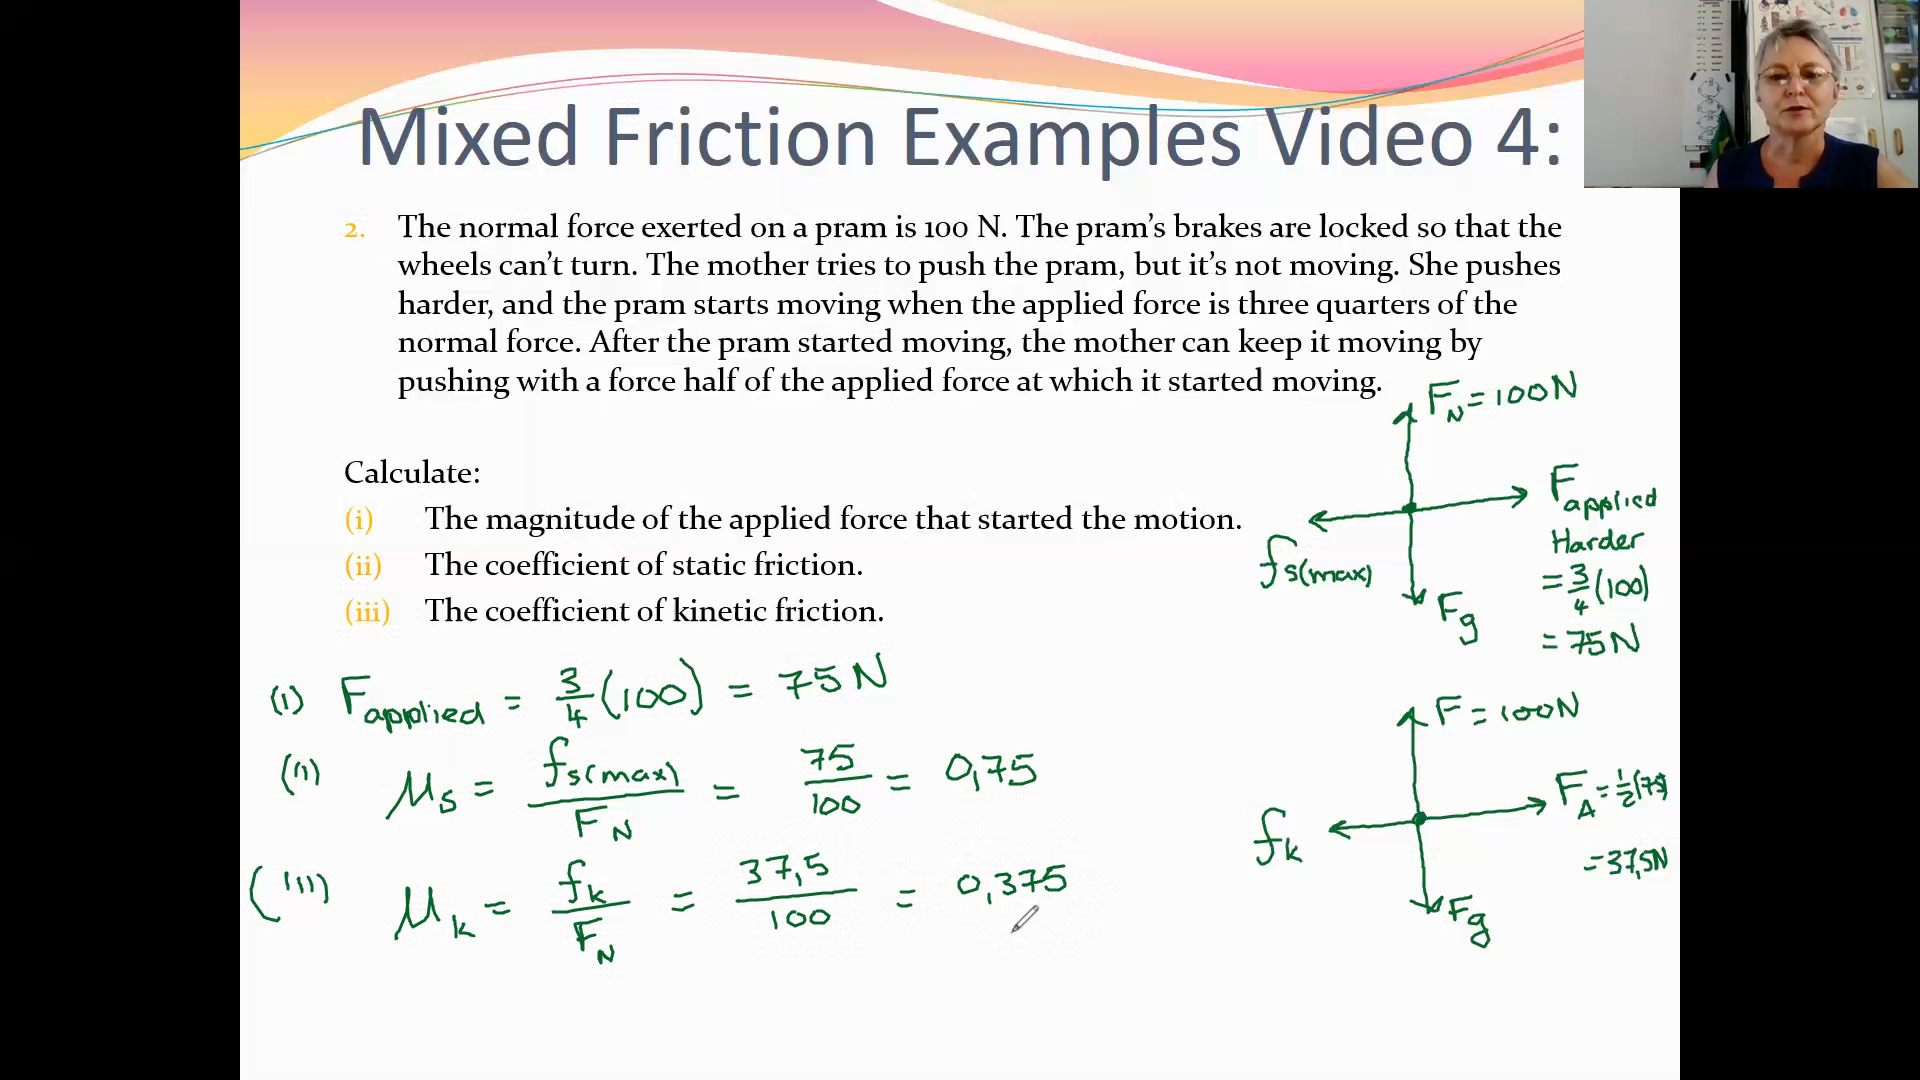 Mixed Friction Examples Video 4:
2. The normal force exerted on a pram is 100 N. The pram's brakes are locked so that the
wheels can't turn. The mother tries to push the pram, but it's not moving. She pushes
harder, and the pram starts moving when the applied force is three quarters of the
normal force. After the pram started moving, the mother can keep it moving by
pushing with a force half of the applied force at which it started moving.
Calculate:
(i) The magnitude of the applied force that started the motion.
(ii) The coefficient of static friction.
(iii) The coefficient of kinetic friction.
(i) F applied = 3/4 (100) = 75 N
(ii) μs = fs(max) / FN = 75/100 = 0,75
(iii) μk = fk / FN = 37,5/100 = 0,375
FN = 100N
F applied
Harder
= 3/4 (100)
= 75N
fs(max)
Fg
F = 100N
FA = 1/2 (75)
= 37,5N
fk
Fg